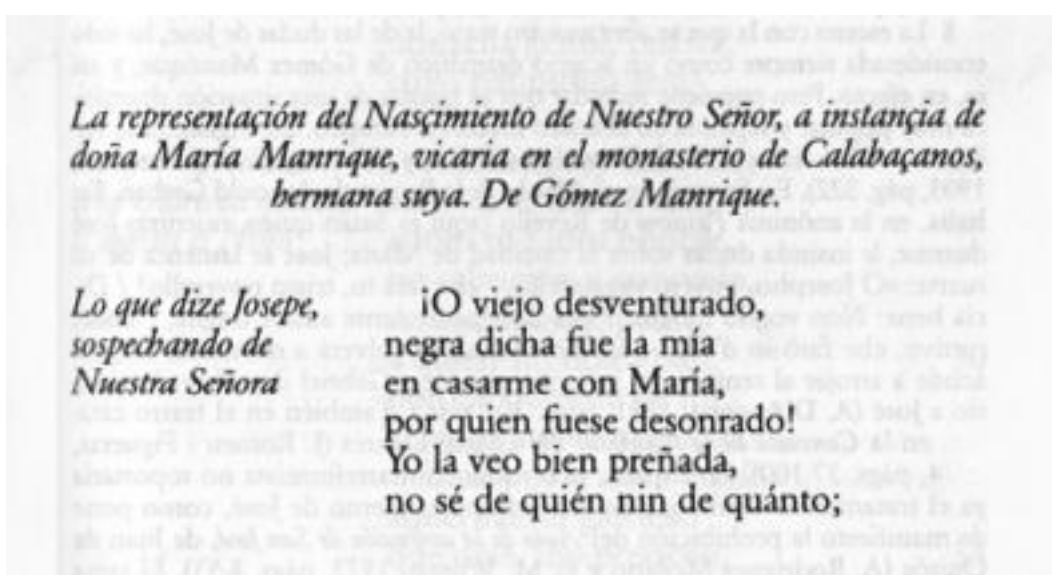 La representaçión del Nasçimiento de Nuestro Señor, a instançia de
doña María Manrique, vicaria en el monasterio de Calabaçanos,
hermana suya. De Gómez Manrique.
Lo que dize Josepe,
sospechando de
Nuestra Señora
¡O viejo desventurado,
negra dicha fue la mía
en casarme con María,
por quien fuese desonrado!
Yo la veo bien preñada,
no sé de quién nin de quánto;